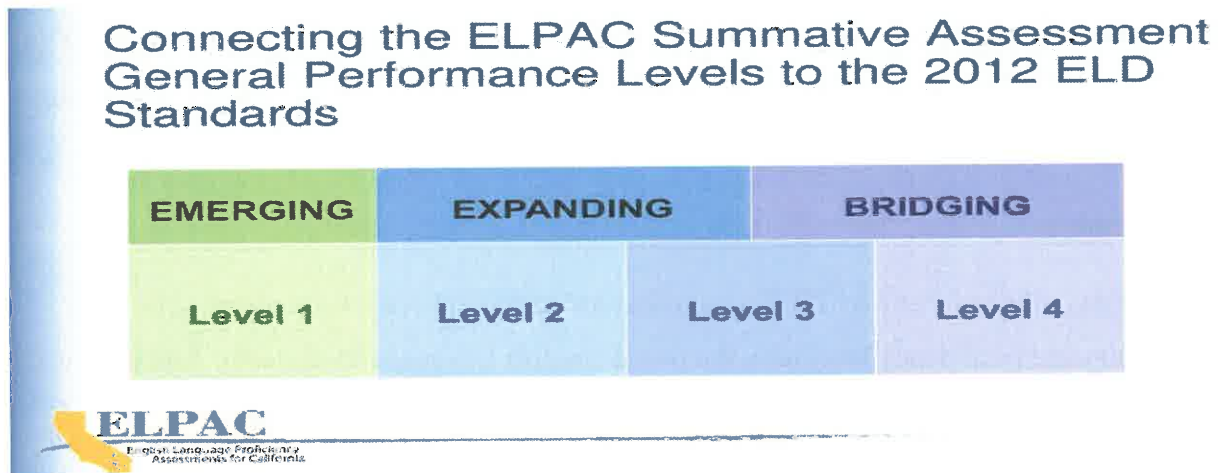 Connecting the ELPAC Summative Assessment
General Performance Levels to the 2012 ELD
Standards
EMERGING EXPANDING BRIDGING
Level 1 Level 2 Level 3 Level 4
ELPAC
English Language Proficiency
Assessments for California